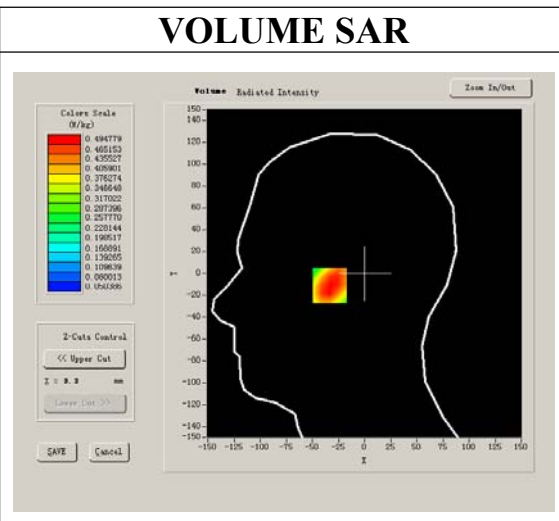 VOLUME SAR
Volume Radiated Intensity
Zoom In/Out
Colors Scale
(W/kg)
0.494779
0.465153
0.435527
0.405901
0.376274
0.346648
0.317022
0.287396
0.257770
0.228144
0.198517
0.168891
0.139265
0.109639
0.080013
0.050386
Z-Cuts Control
<< Upper Cut
mm
Lower Cut >>
SAVE
Cancel
150
140
120
100
80
60
40
20
0
-20
-40
-60
-80
-100
-120
-140
-150
Y
-150 -125 -100 -75 -50 -25 0 25 50 75 100 125 150
X